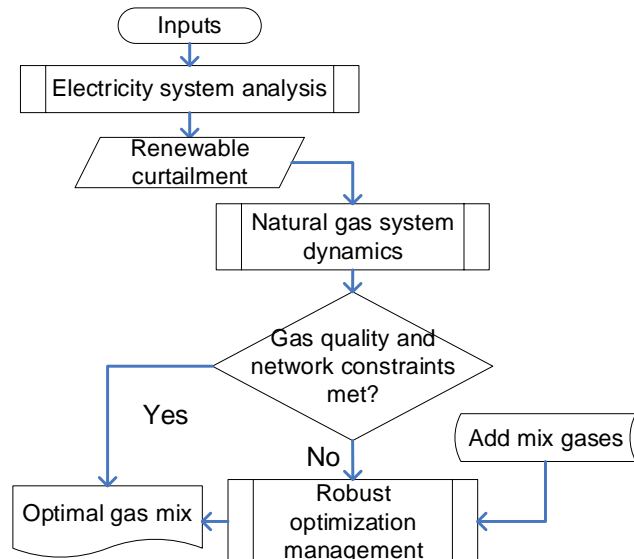 Inputs
Electricity system analysis
Renewable
curtailment
Natural gas system
dynamics
Gas quality and
network constraints
met?
Yes
No
Add mix gases
Optimal gas mix
Robust
optimization
management